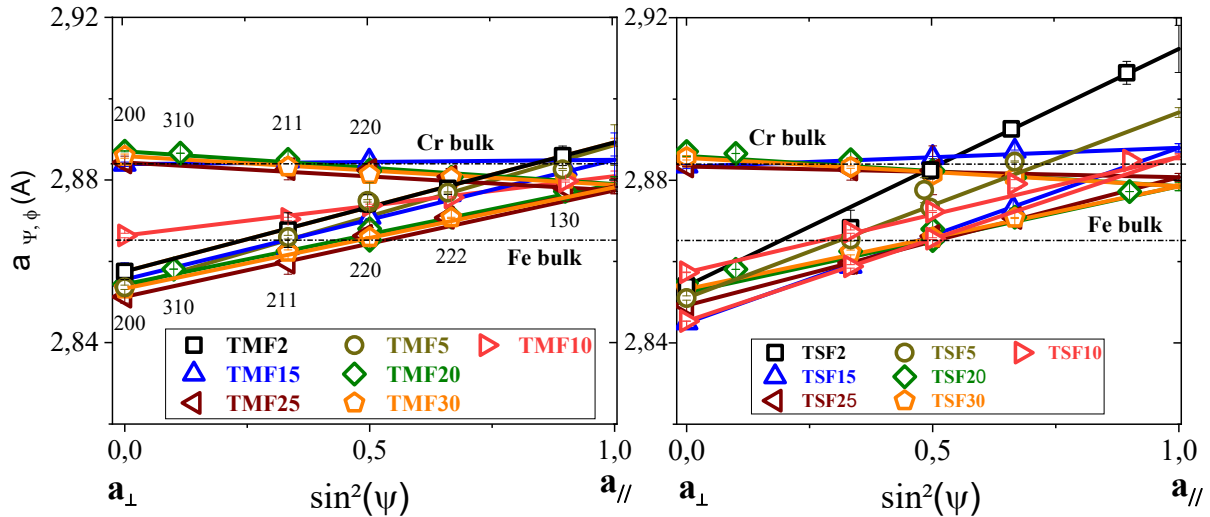 2,92
2,88
2,84
a Ψ, ϕ (A)
200
310
211
220
Cr bulk
130
Fe bulk
222
220
211
310
200
TMF2
TMF5
TMF10
TMF15
TMF20
TMF25
TMF30
0,0
0,5
1,0
a⊥
sin²(ψ)
a//
2,92
2,88
2,84
Cr bulk
Fe bulk
TSF2
TSF5
TSF10
TSF15
TSF20
TSF25
TSF30
0,0
0,5
1,0
a⊥
sin²(ψ)
a//